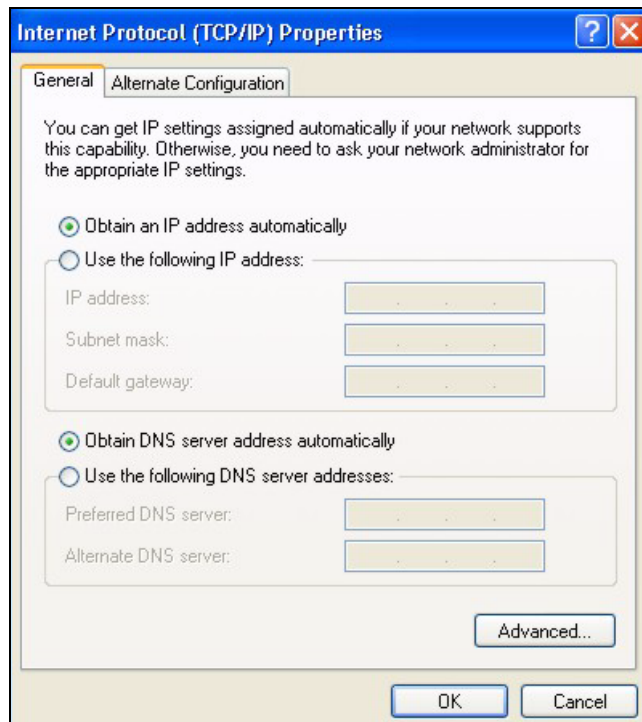 Internet Protocol (TCP/IP) Properties
General
Alternate Configuration
You can get IP settings assigned automatically if your network supports
this capability. Otherwise, you need to ask your network administrator for
the appropriate IP settings.
Obtain an IP address automatically
Use the following IP address:
IP address:
Subnet mask:
Default gateway:
Obtain DNS server address automatically
Use the following DNS server addresses:
Preferred DNS server:
Alternate DNS server:
Advanced...
OK
Cancel